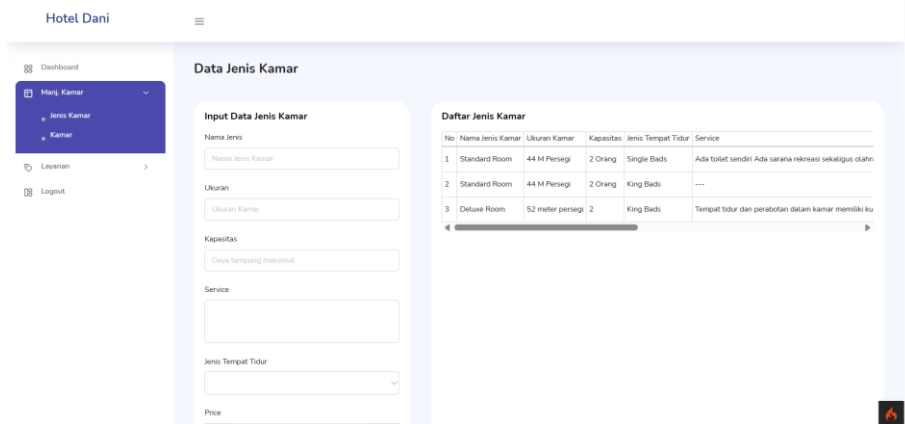 Hotel Dani
Dashboard
Manj. Kamar
Jenis Kamar
Kamar
Layanan
Logout
Data Jenis Kamar
Input Data Jenis Kamar
Nama Jenis
Nama Jenis Kamar
Ukuran
Ukuran Kamar
Kapasitas
Daya tampung maksimal
Service
Jenis Tempat Tidur
Price
Daftar Jenis Kamar
No Nama Jenis Kamar Ukuran Kamar Kapasitas Jenis Tempat Tidur Service
1 Standard Room 44 M Persegi 2 Orang Single Bads Ada toilet sendiri Ada sarana rekreasi sekaligus olahr
2 Standard Room 44 M Persegi 2 Orang King Bads ---
3 Deluxe Room 52 meter persegi 2 King Bads Tempat tidur dan perabotan dalam kamar memiliki ku